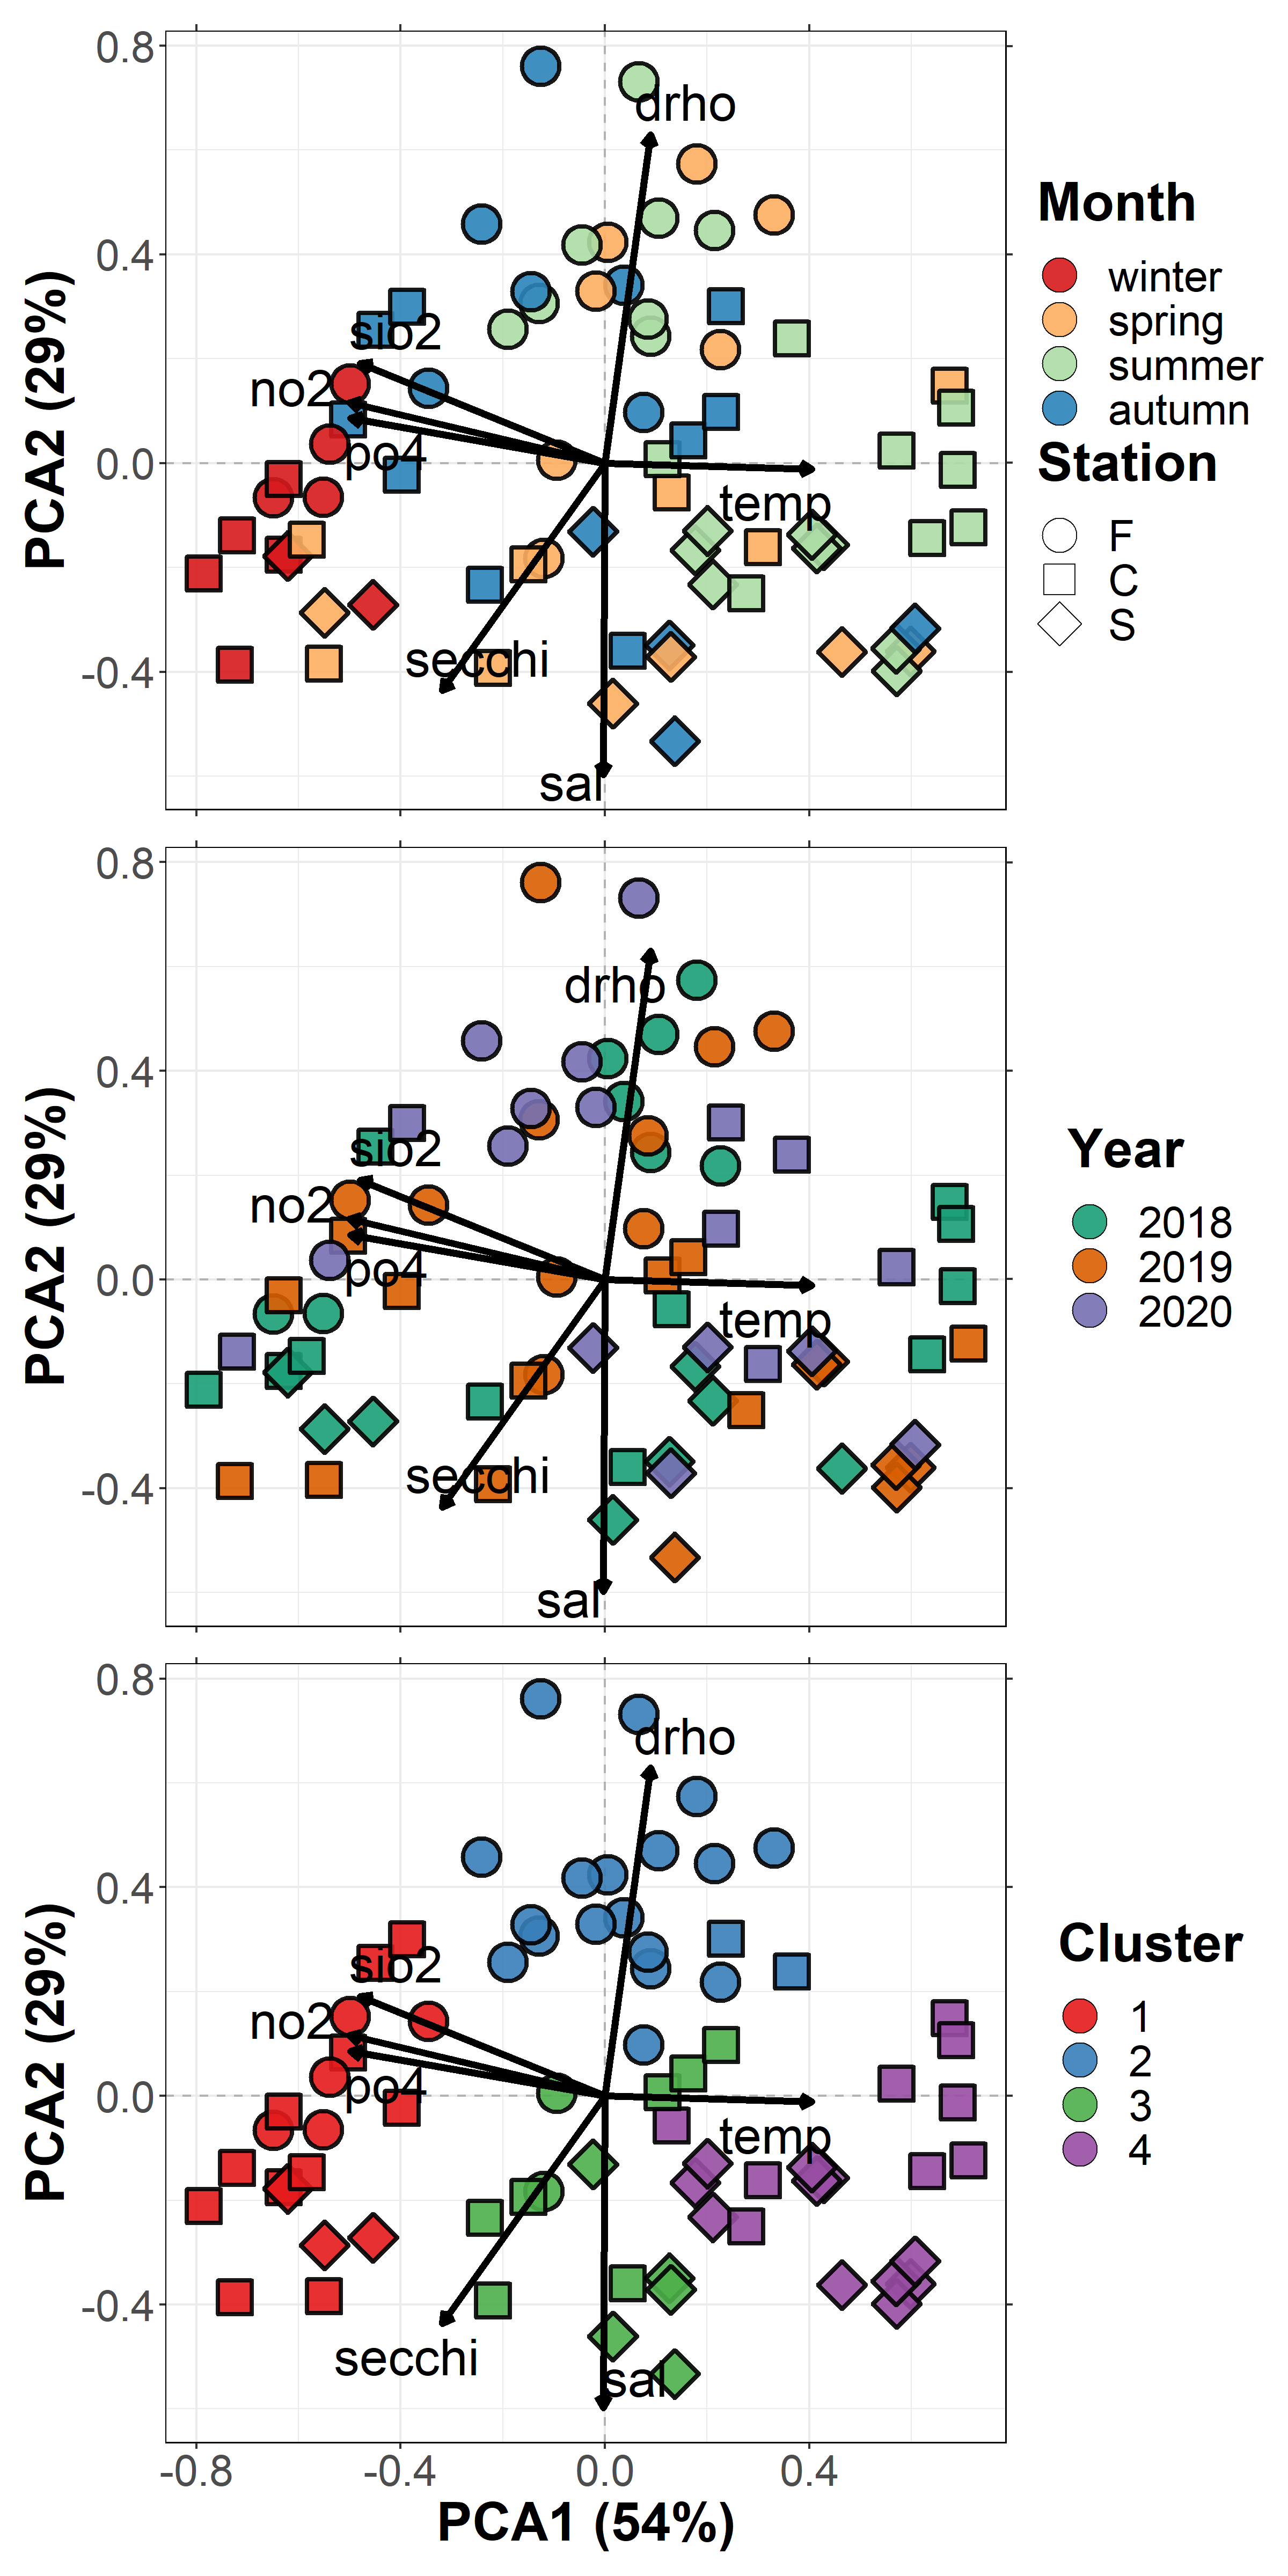 0.8
0.4
0.0
-0.4
PCA2 (29%)
drho
sio2
no2
po4
temp
secchi
sal
Month
winter
spring
summer
autumn
Station
F
C
S
0.8
0.4
0.0
-0.4
PCA2 (29%)
drho
sio2
no2
po4
temp
secchi
sal
Year
2018
2019
2020
0.8
0.4
0.0
-0.4
PCA2 (29%)
drho
sio2
no2
po4
temp
secchi
sal
Cluster
1
2
3
4
-0.8 -0.4 0.0 0.4
PCA1 (54%)